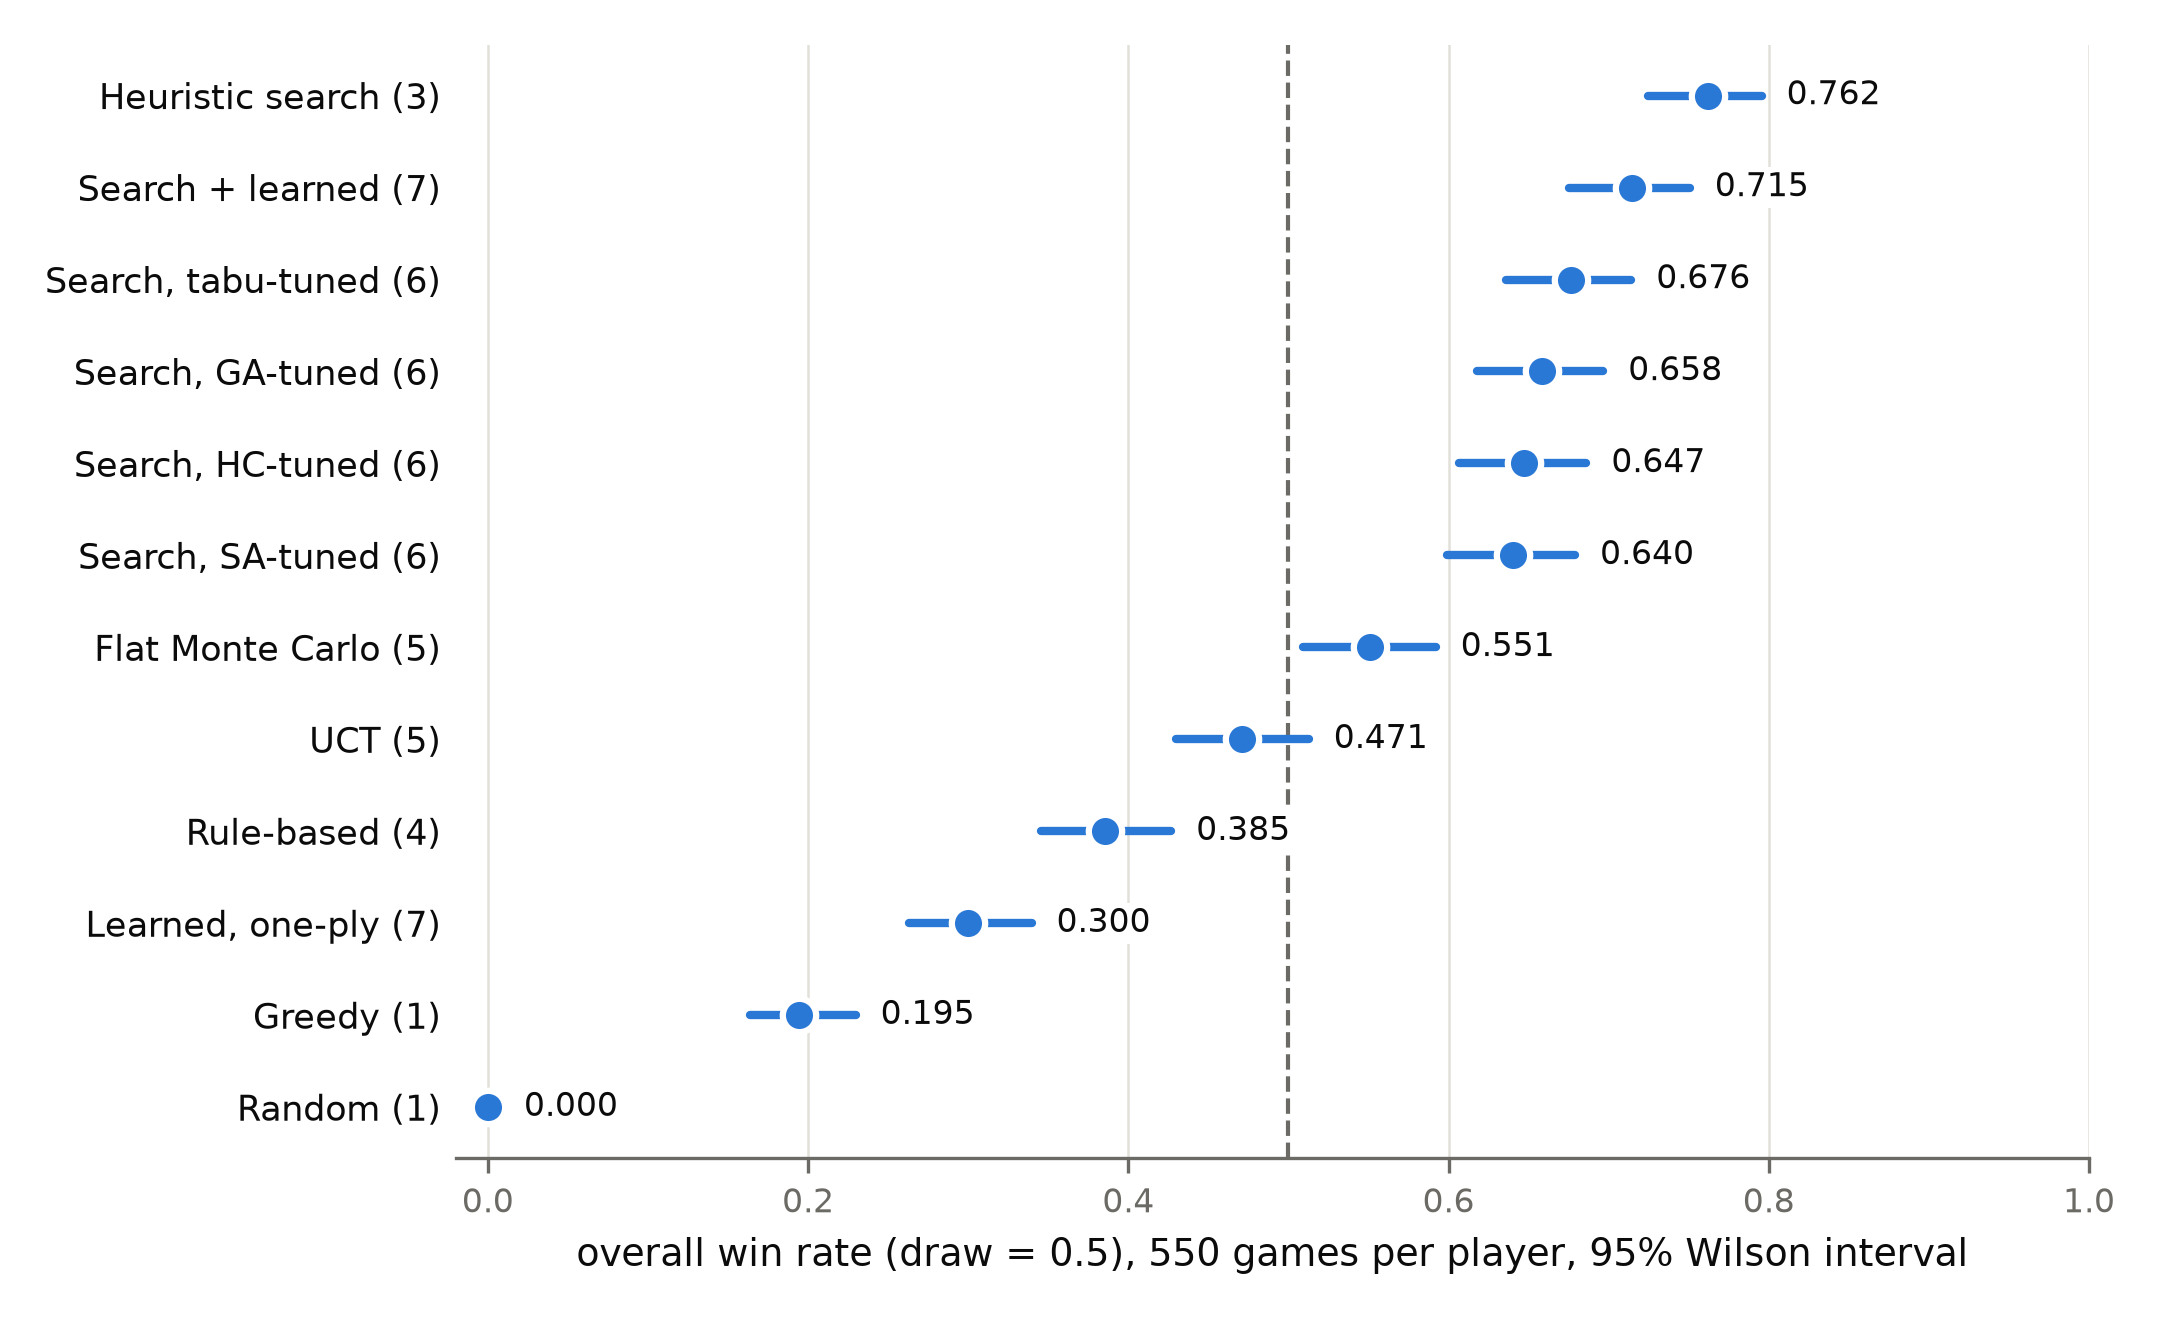 Heuristic search (3) 0.762
Search + learned (7) 0.715
Search, tabu-tuned (6) 0.676
Search, GA-tuned (6) 0.658
Search, HC-tuned (6) 0.647
Search, SA-tuned (6) 0.640
Flat Monte Carlo (5) 0.551
UCT (5) 0.471
Rule-based (4) 0.385
Learned, one-ply (7) 0.300
Greedy (1) 0.195
Random (1) 0.000
0.0 0.2 0.4 0.6 0.8 1.0
overall win rate (draw = 0.5), 550 games per player, 95% Wilson interval